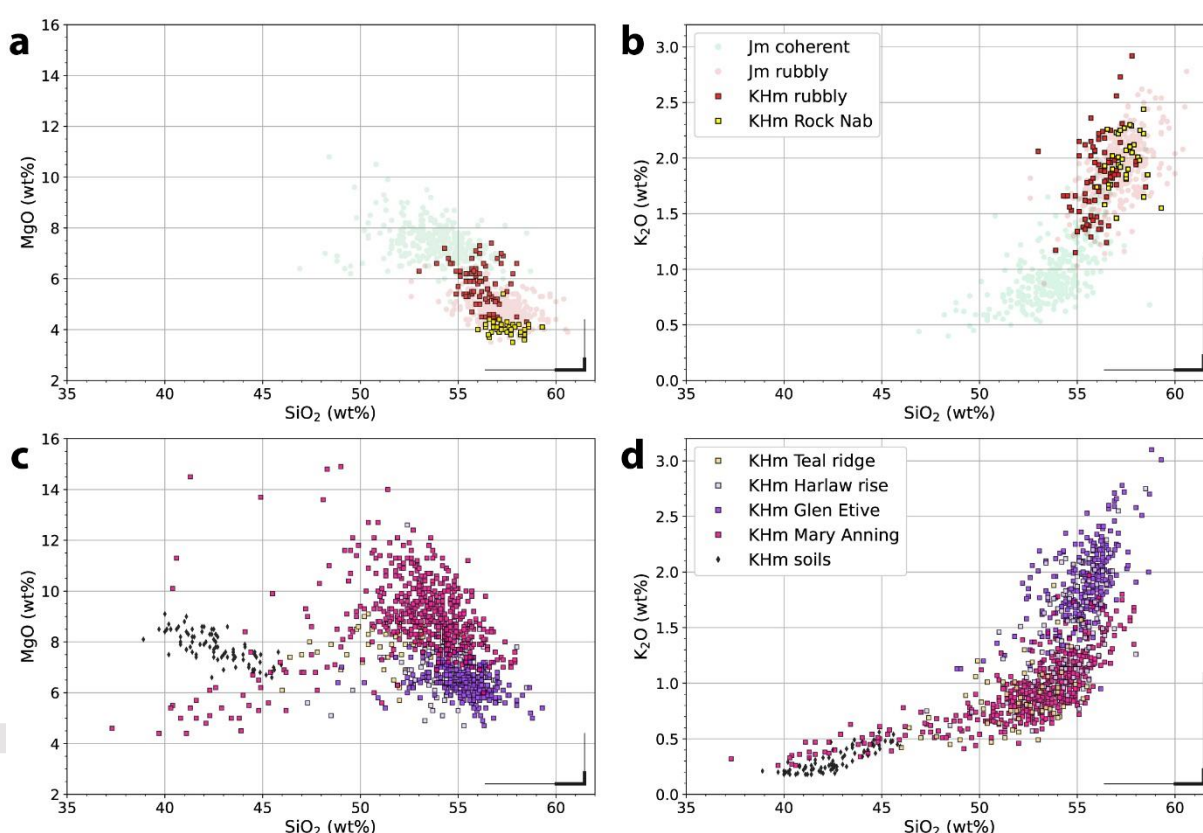 a
16
14
12
10
8
6
4
2
MgO (wt%)
35 40 45 50 55 60
SiO₂ (wt%)
b
Jm coherent
Jm rubbly
KHm rubbly
KHm Rock Nab
3.0
2.5
2.0
1.5
1.0
0.5
0.0
K₂O (wt%)
35 40 45 50 55 60
SiO₂ (wt%)
c
16
14
12
10
8
6
4
2
MgO (wt%)
35 40 45 50 55 60
SiO₂ (wt%)
d
KHm Teal ridge
KHm Harlaw rise
KHm Glen Etive
KHm Mary Anning
KHm soils
3.0
2.5
2.0
1.5
1.0
0.5
0.0
K₂O (wt%)
35 40 45 50 55 60
SiO₂ (wt%)